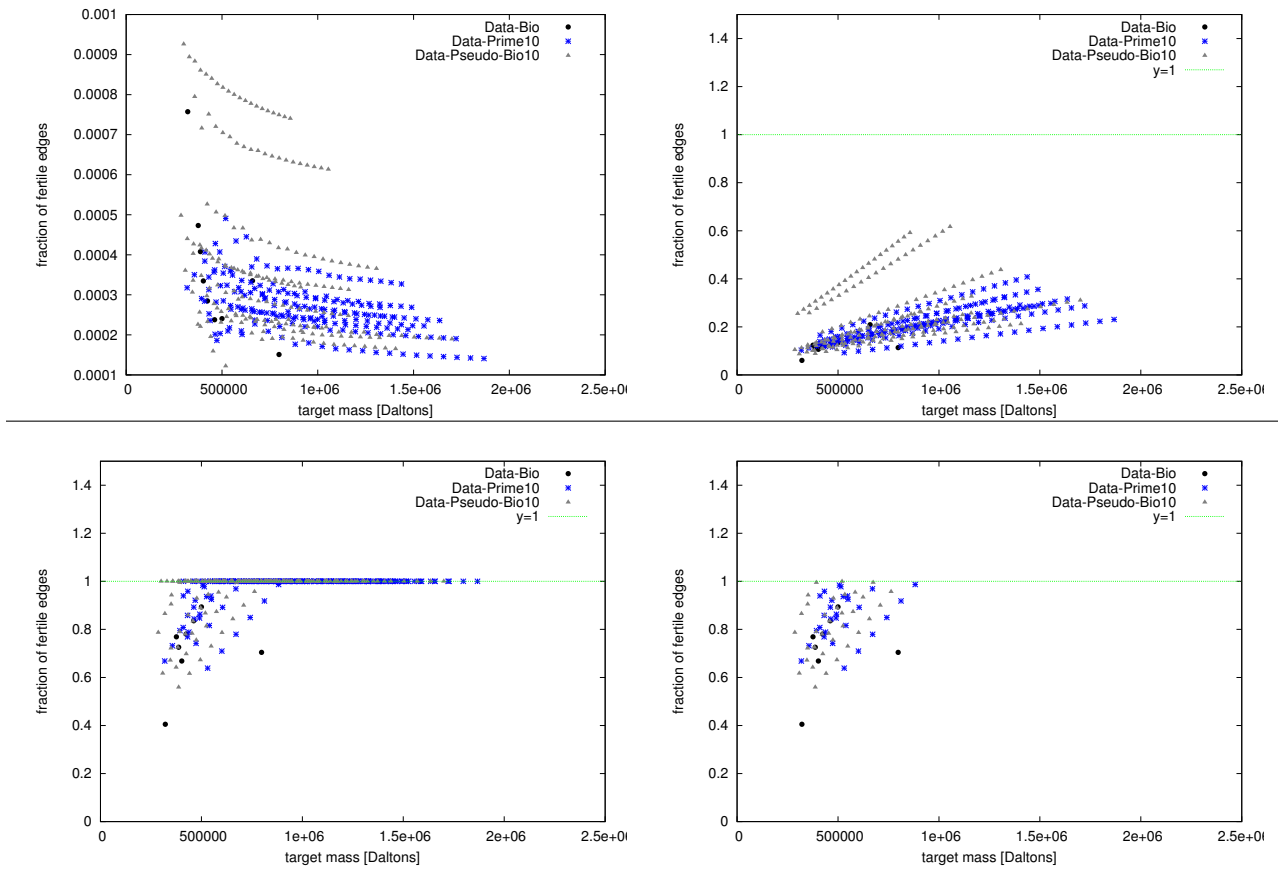 0.001
0.0009
0.0008
0.0007
0.0006
0.0005
0.0004
0.0003
0.0002
0.0001
0 500000 1e+06 1.5e+06 2e+06 2.5e+06
fraction of fertile edges
target mass [Daltons]
Data-Bio
Data-Prime10
Data-Pseudo-Bio10
1.4
1.2
1
0.8
0.6
0.4
0.2
0
0 500000 1e+06 1.5e+06 2e+06 2.5e+06
fraction of fertile edges
target mass [Daltons]
Data-Bio
Data-Prime10
Data-Pseudo-Bio10
y=1
1.4
1.2
1
0.8
0.6
0.4
0.2
0
0 500000 1e+06 1.5e+06 2e+06 2.5e+0
fraction of fertile edges
target mass [Daltons]
Data-Bio
Data-Prime10
Data-Pseudo-Bio10
y=1
1.4
1.2
1
0.8
0.6
0.4
0.2
0
0 500000 1e+06 1.5e+06 2e+06 2.5e+0
fraction of fertile edges
target mass [Daltons]
Data-Bio
Data-Prime10
Data-Pseudo-Bio10
y=1